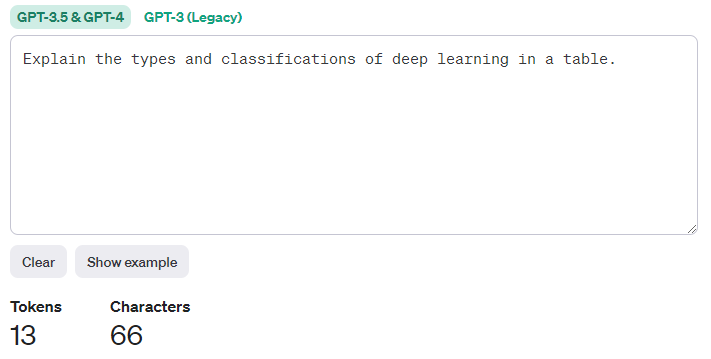 GPT-3.5 & GPT-4 GPT-3 (Legacy)
Explain the types and classifications of deep learning in a table.
Clear Show example
Tokens Characters
13 66